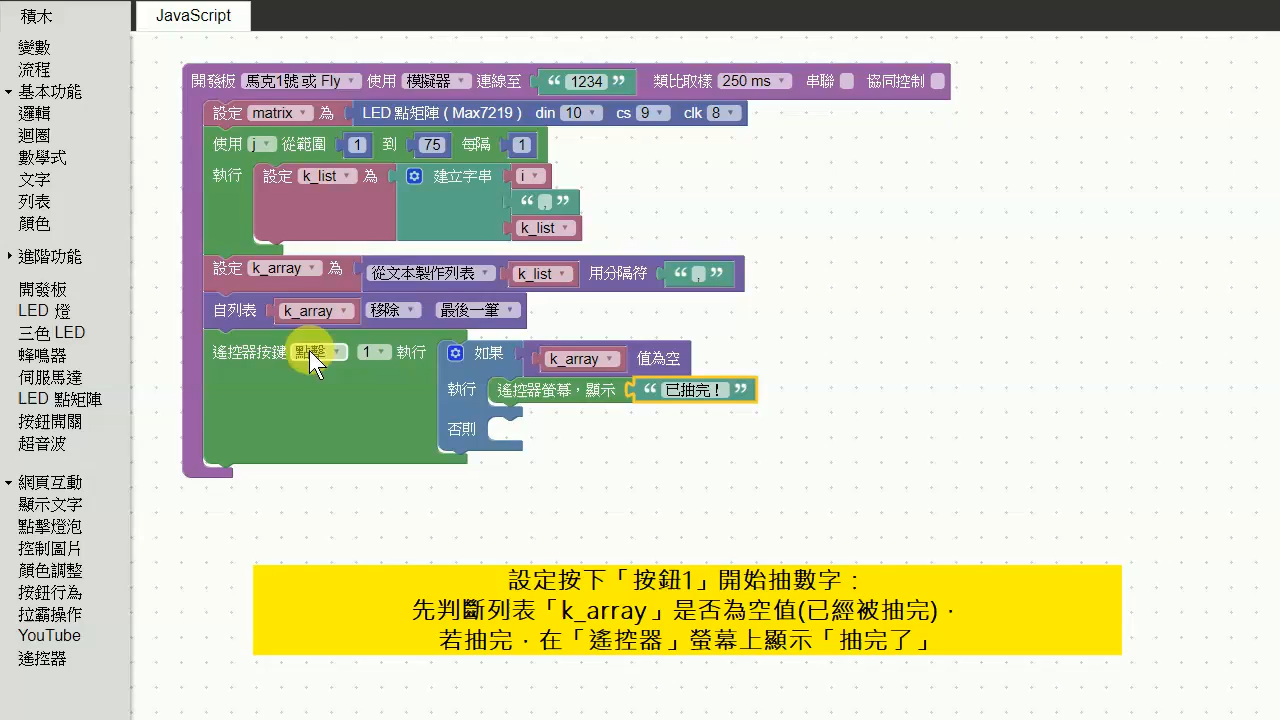 積木
JavaScript
變數
流程
基本功能
邏輯
迴圈
數學式
文字
列表
顏色
進階功能
開發板
LED 燈
三色 LED
蜂鳴器
伺服馬達
LED 點矩陣
按鈕開關
超音波
網頁互動
顯示文字
點擊燈泡
控制圖片
顏色調整
按鈕行為
拉霸操作
YouTube
遙控器
開發板 馬克1號 或 Fly 使用 模擬器 連線至 “ 1234 ” 類比取樣 250 ms 串聯 協同控制
設定 matrix 為 LED 點矩陣 ( Max7219 ) din 10 cs 9 clk 8
使用 j 從範圍 1 到 75 每隔 1
執行 設定 k_list 為 建立字串 i
“ , ”
k_list
設定 k_array 為 從文本製作列表 k_list 用分隔符 “ , ”
自列表 k_array 移除 最後一筆
遙控器按鍵 點擊 1 執行 如果 k_array 值為空
執行 遙控器螢幕，顯示 “ 已抽完！ ”
否則
設定按下「按鈕1」開始抽數字：
先判斷列表「k_array」是否為空值(已經被抽完)，
若抽完，在「遙控器」螢幕上顯示「抽完了」